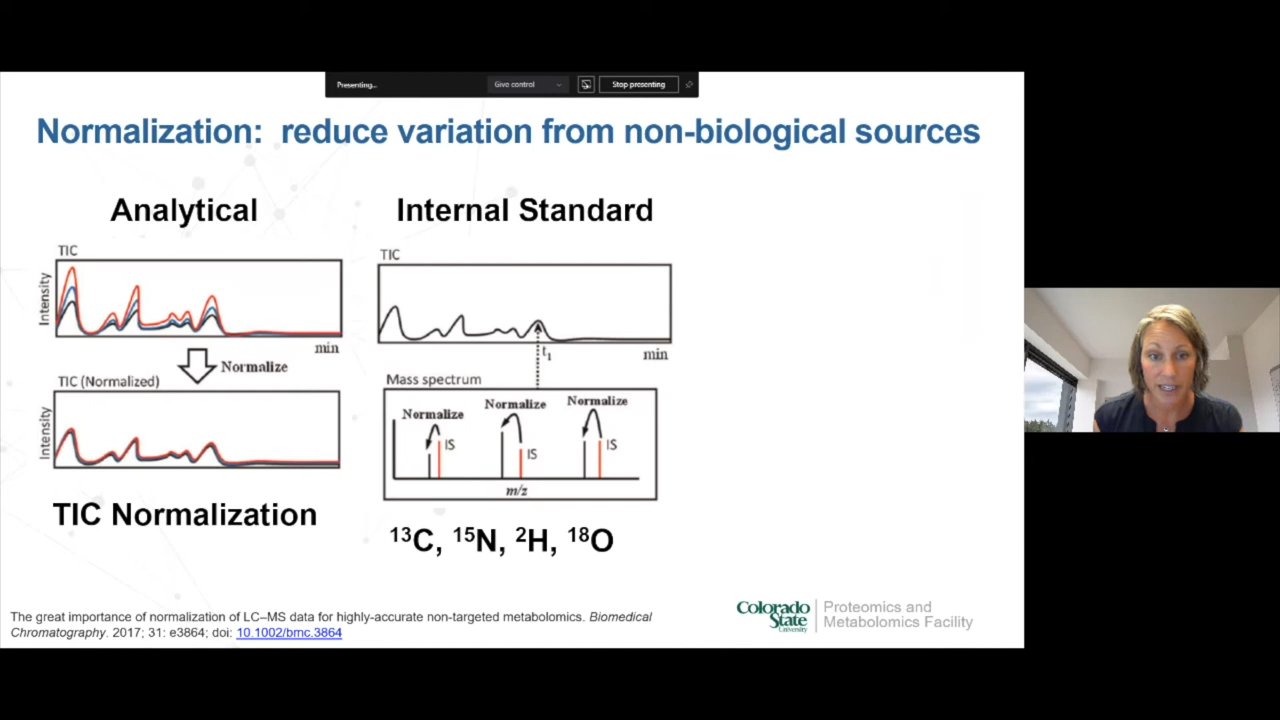 Presenting...
Give control
Stop presenting
Normalization: reduce variation from non-biological sources
Analytical
TIC
Intensity
min
Normalize
TIC (Normalized)
Intensity
TIC Normalization
Internal Standard
TIC
t₁
min
Mass spectrum
Normalize
Normalize
Normalize
IS
IS
IS
m/z
¹³C, ¹⁵N, ²H, ¹⁸O
The great importance of normalization of LC–MS data for highly-accurate non-targeted metabolomics. Biomedical
Chromatography. 2017; 31: e3864; doi: 10.1002/bmc.3864
Colorado
State
University
Proteomics and
Metabolomics Facility